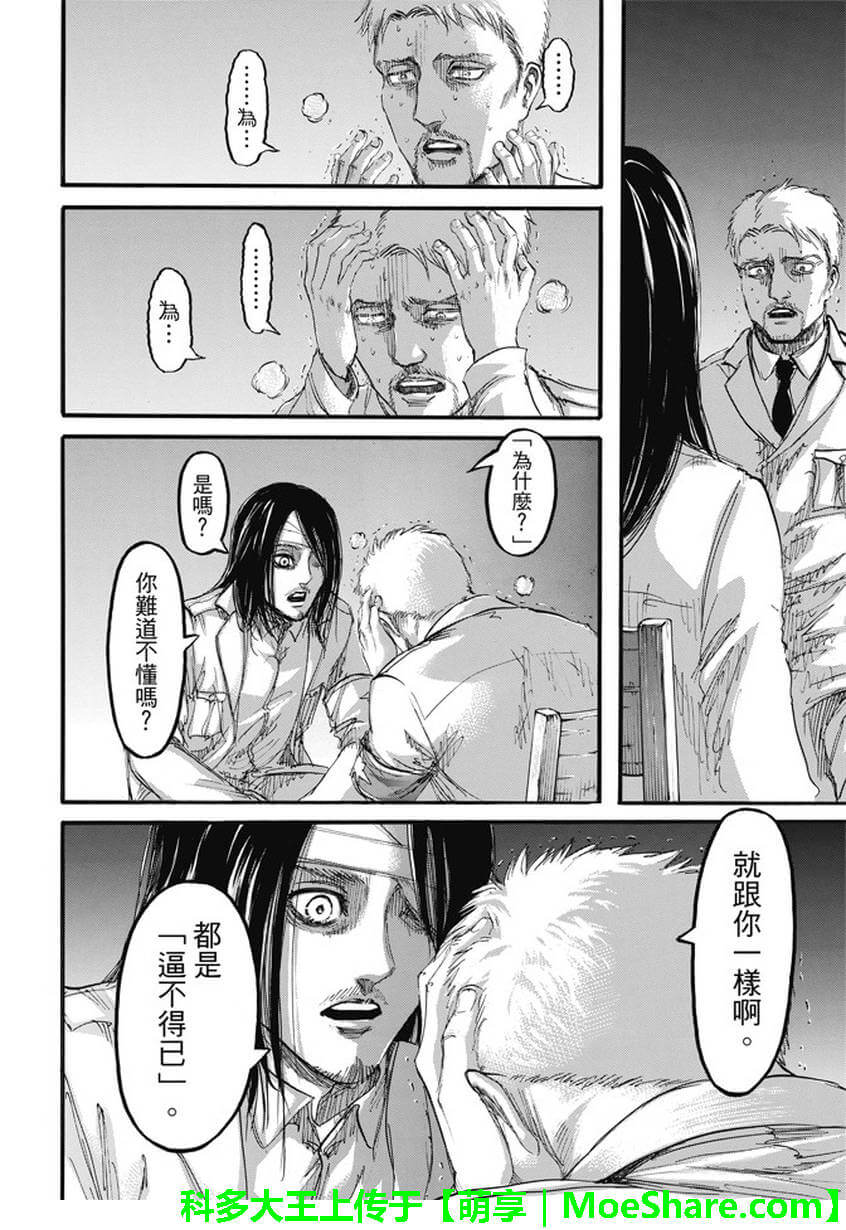 ………
…為…
………
…為…
「為什麼?」
是嗎?
你難道不懂嗎?
就跟你一樣啊。
都是
「逼不得已」。
科多大王上传于【萌享|MoeShare.com】